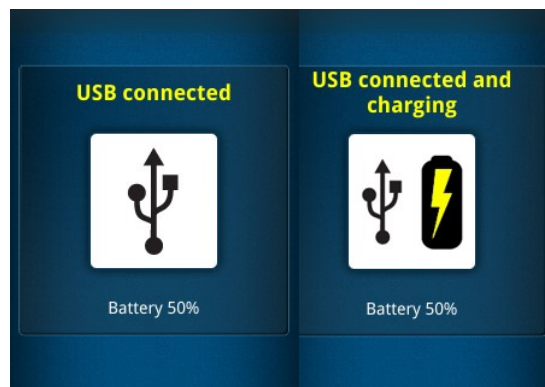 USB connected
Battery 50%
USB connected and
charging
Battery 50%